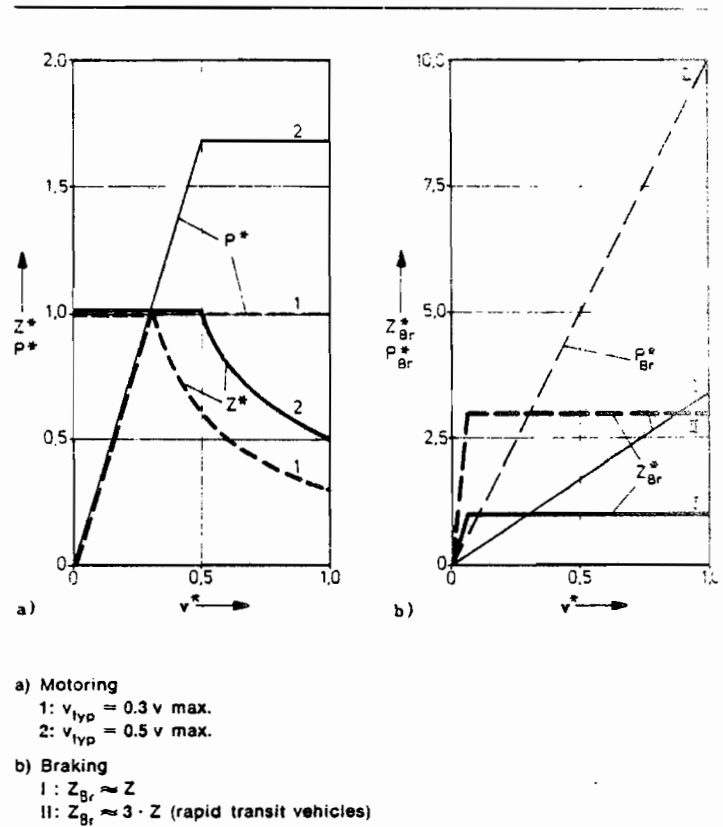 2.0
1.5
1.0
0.5
0
0.5
1.0
Z*
P*
P*
Z*
2
1
2
1
v*
a)
10,0
7,5
5,0
2.5
0
0,5
Z*Br
P*Br
P*Br
Z*Br
v*
b)
a) Motoring
1: vtyp = 0.3 v max.
2: vtyp = 0.5 v max.
b) Braking
I : ZBr ≈ Z
II: ZBr ≈ 3 · Z (rapid transit vehicles)